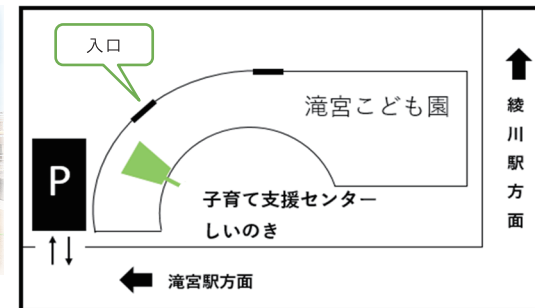 入口
滝宮こども園
綾川駅方面
P
子育て支援センター
しいのき
滝宮駅方面